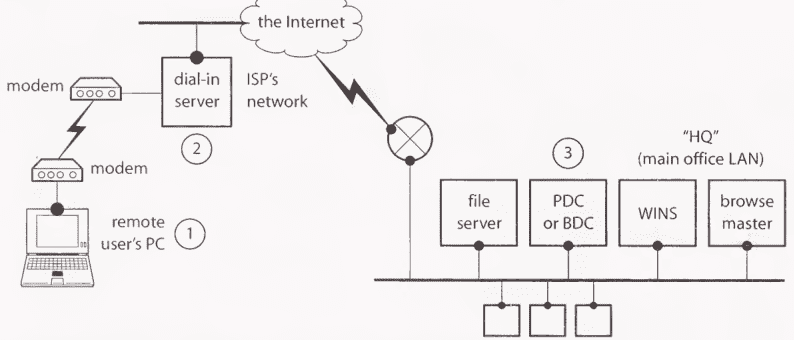 the Internet
modem
dial-in
server
ISP's
network
2
modem
remote
user's PC
1
3
"HQ"
(main office LAN)
file
server
PDC
or BDC
WINS
browse
master